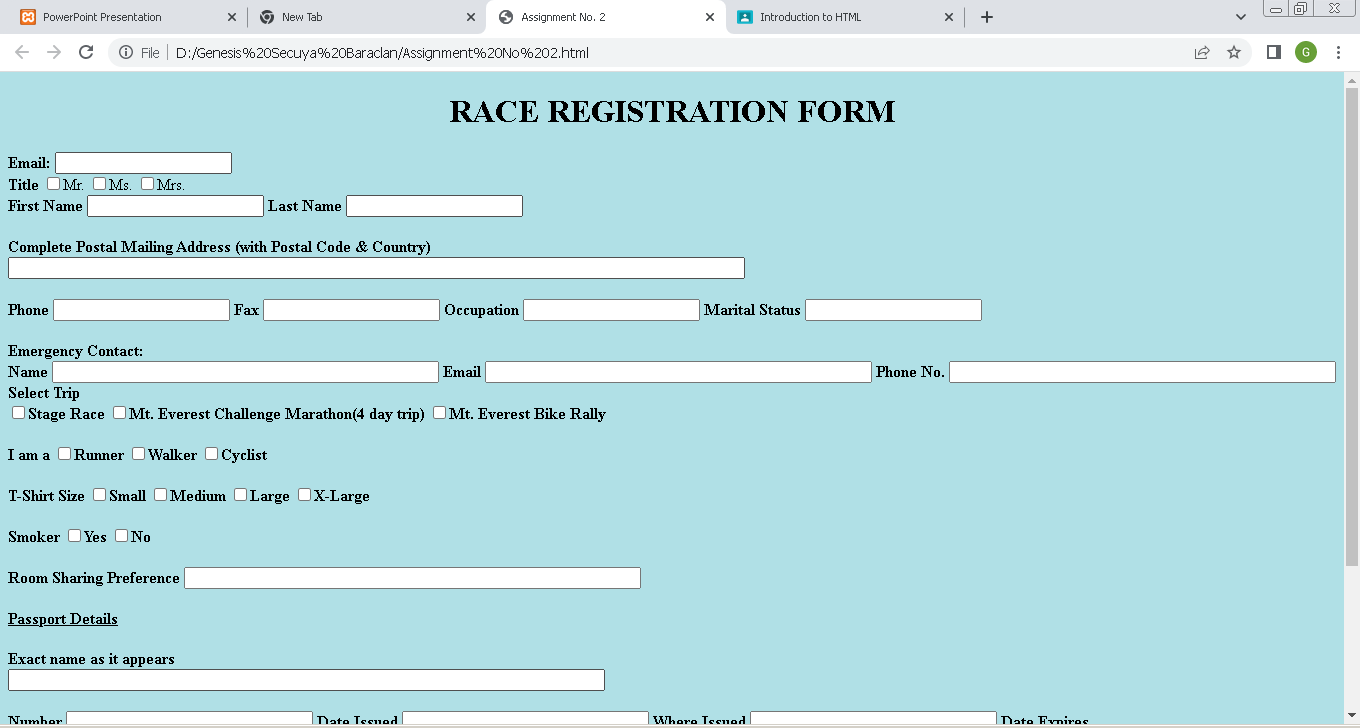 PowerPoint Presentation New Tab Assignment No. 2 Introduction to HTML
File D:/Genesis%20Secuya%20Baraclan/Assignment%20No%202.html G
RACE REGISTRATION FORM
Email:
Title Mr. Ms. Mrs.
First Name Last Name
Complete Postal Mailing Address (with Postal Code & Country)
Phone Fax Occupation Marital Status
Emergency Contact:
Name Email Phone No.
Select Trip
Stage Race Mt. Everest Challenge Marathon(4 day trip) Mt. Everest Bike Rally
I am a Runner Walker Cyclist
T-Shirt Size Small Medium Large X-Large
Smoker Yes No
Room Sharing Preference
Passport Details
Exact name as it appears
Number Date Issued Where Issued Date Expires